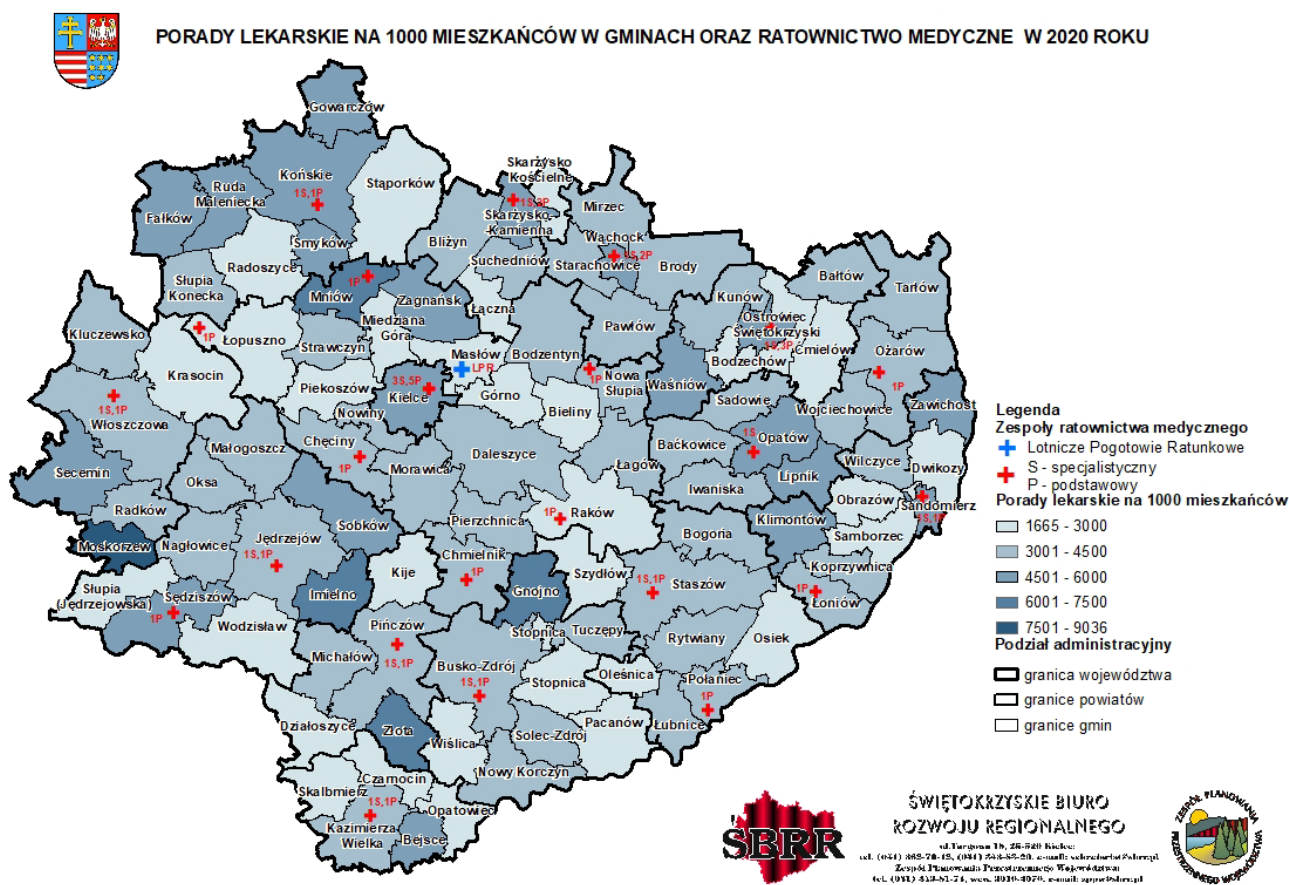 PORADY LEKARSKIE NA 1000 MIESZKAŃCÓW W GMINACH ORAZ RATOWNICTWO MEDYCZNE W 2020 ROKU
Gowarczów
Końskie
1S,1P
Ruda
Maleniecka
Fałków
Stąporków
Smyków
Radoszyce
Słupia
Konecka
Skarżysko
Kościelne
Skarżysko
-Kamienna
Bliżyn
Suchedniów
Mirzec
Wąchock
Starachowice
Brody
Mniów
1P
Zagnańsk
Łączna
Miedziana
Góra
Kluczewsko
1P
Łopuszno
Strawczyn
Krasocin
Piekoszów
Masłów
LPR
Bodzentyn
Pawłów
Kunów
Ostrowiec
Świętokrzyski
1S,3P
Bodzechów
Ćmielów
Bałtów
Tarłów
Ożarów
1P
1S,1P
Włoszczowa
3S,5P
Kielce
Nowiny
Górno
Bieliny
1P
Nowa
Słupia
Waśniów
Sadowie
Wojciechowice
Zawichost
Małogoszcz
Chęciny
1P
Morawica
Daleszyce
Łagów
Baćkowice
1S
Opatów
Wilczyce
Dwikozy
Secemin
Oksa
Iwaniska
Lipnik
Obrazów
Sandomierz
Radków
Sobków
Pierzchnica
1P
Raków
Bogoria
Klimontów
Samborzec
Moskorzew
Nagłowice
Jędrzejów
1S,1P
Chmielnik
1P
Kije
Gnojno
Szydłów
1S,1P
Staszów
Koprzywnica
1P
Łoniów
Słupia
(Jędrzejowska)
Sędziszów
1P
Imielno
Wodzisław
Pińczów
1S,1P
Stopnica
Tuczępy
Rytwiany
Osiek
Michałów
Busko-Zdrój
1S,1P
Stopnica
Oleśnica
Połaniec
1P
Działoszyce
Złota
Wiślica
Solec-Zdrój
Pacanów
Łubnice
Skalbmierz
Czarnocin
Nowy Korczyn
1S,1P
Kazimierza
Wielka
Opatowiec
Bejsce
Legenda
Zespoły ratownictwa medycznego
Lotnicze Pogotowie Ratunkowe
S - specjalistyczny
P - podstawowy
Porady lekarskie na 1000 mieszkańców
1665 - 3000
3001 - 4500
4501 - 6000
6001 - 7500
7501 - 9036
Podział administracyjny
granica województwa
granice powiatów
granice gmin
ŚBRR
ŚWIĘTOKRZYSKIE BIURO
ROZWOJU REGIONALNEGO